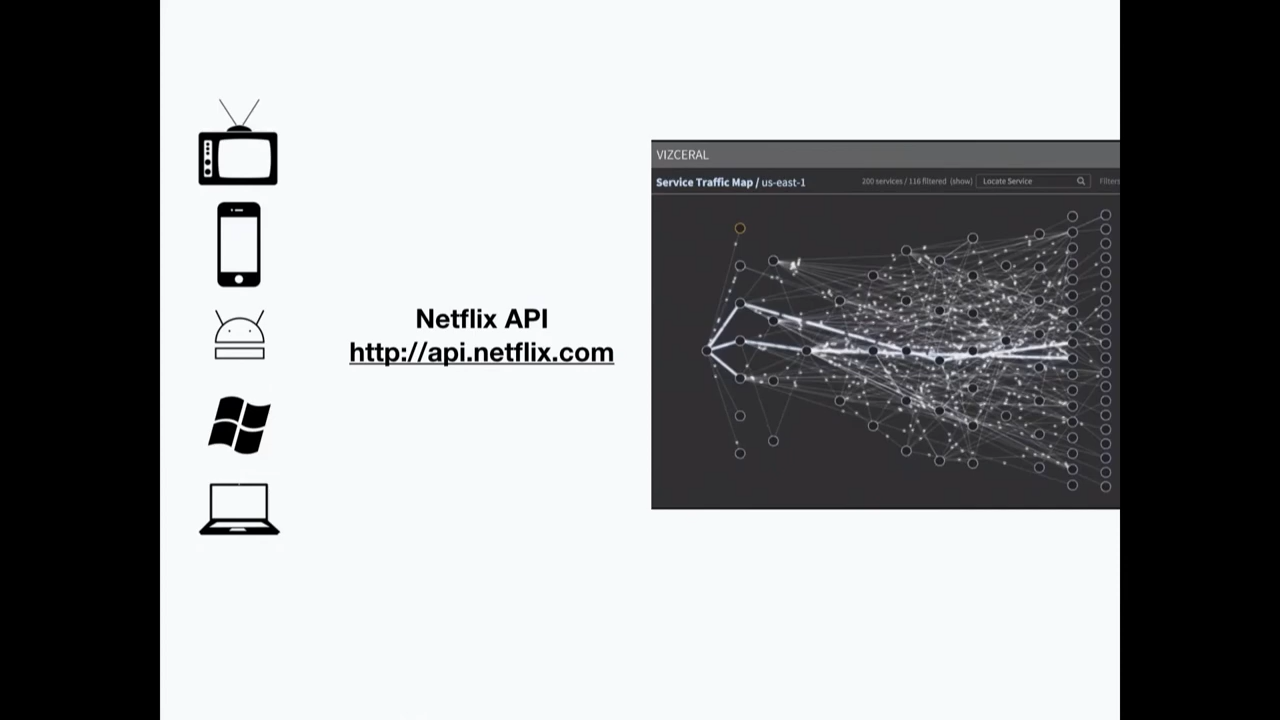 Netflix API
http://api.netflix.com
VIZCERAL
Service Traffic Map / us-east-1
200 services / 116 filtered (show)
Locate Service
Filters